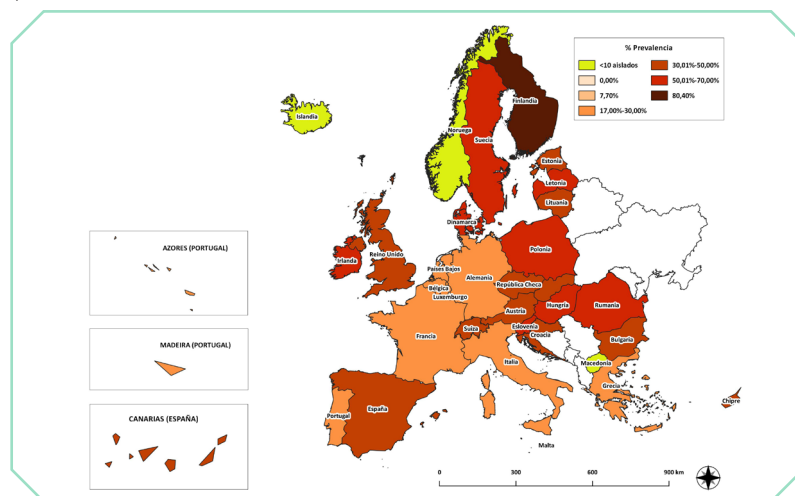 % Prevalencia
<10 aislados
0,00%
7,70%
17,00%-30,00%
30,01%-50,00%
50,01%-70,00%
80,40%
Islandia
Noruega
Finlandia
Suecia
Estonia
Letonia
Lituania
Dinamarca
Irlanda
Reino Unido
Países Bajos
Polonia
Alemania
Bélgica
Luxemburgo
República Checa
Austria
Hungría
Rumania
Suiza
Eslovenia
Croacia
Francia
Bulgaria
Italia
Macedonia
Grecia
Portugal
España
Malta
Chipre
AZORES (PORTUGAL)
MADEIRA (PORTUGAL)
CANARIAS (ESPAÑA)
0 300 600 900 km